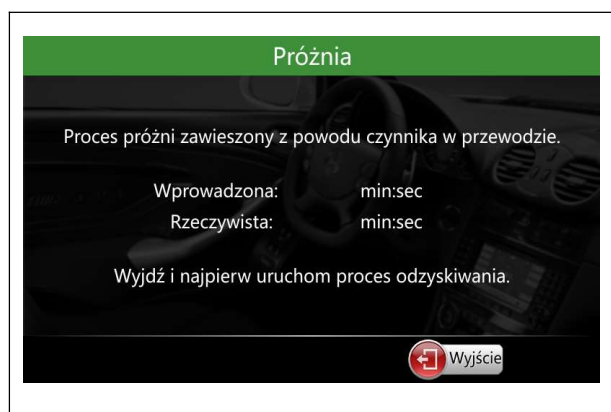 Próżnia
Proces próżni zawieszony z powodu czynnika w przewodzie.
Wprowadzona: min:sec
Rzeczywista: min:sec
Wyjdź i najpierw uruchom proces odzyskiwania.
Wyjście